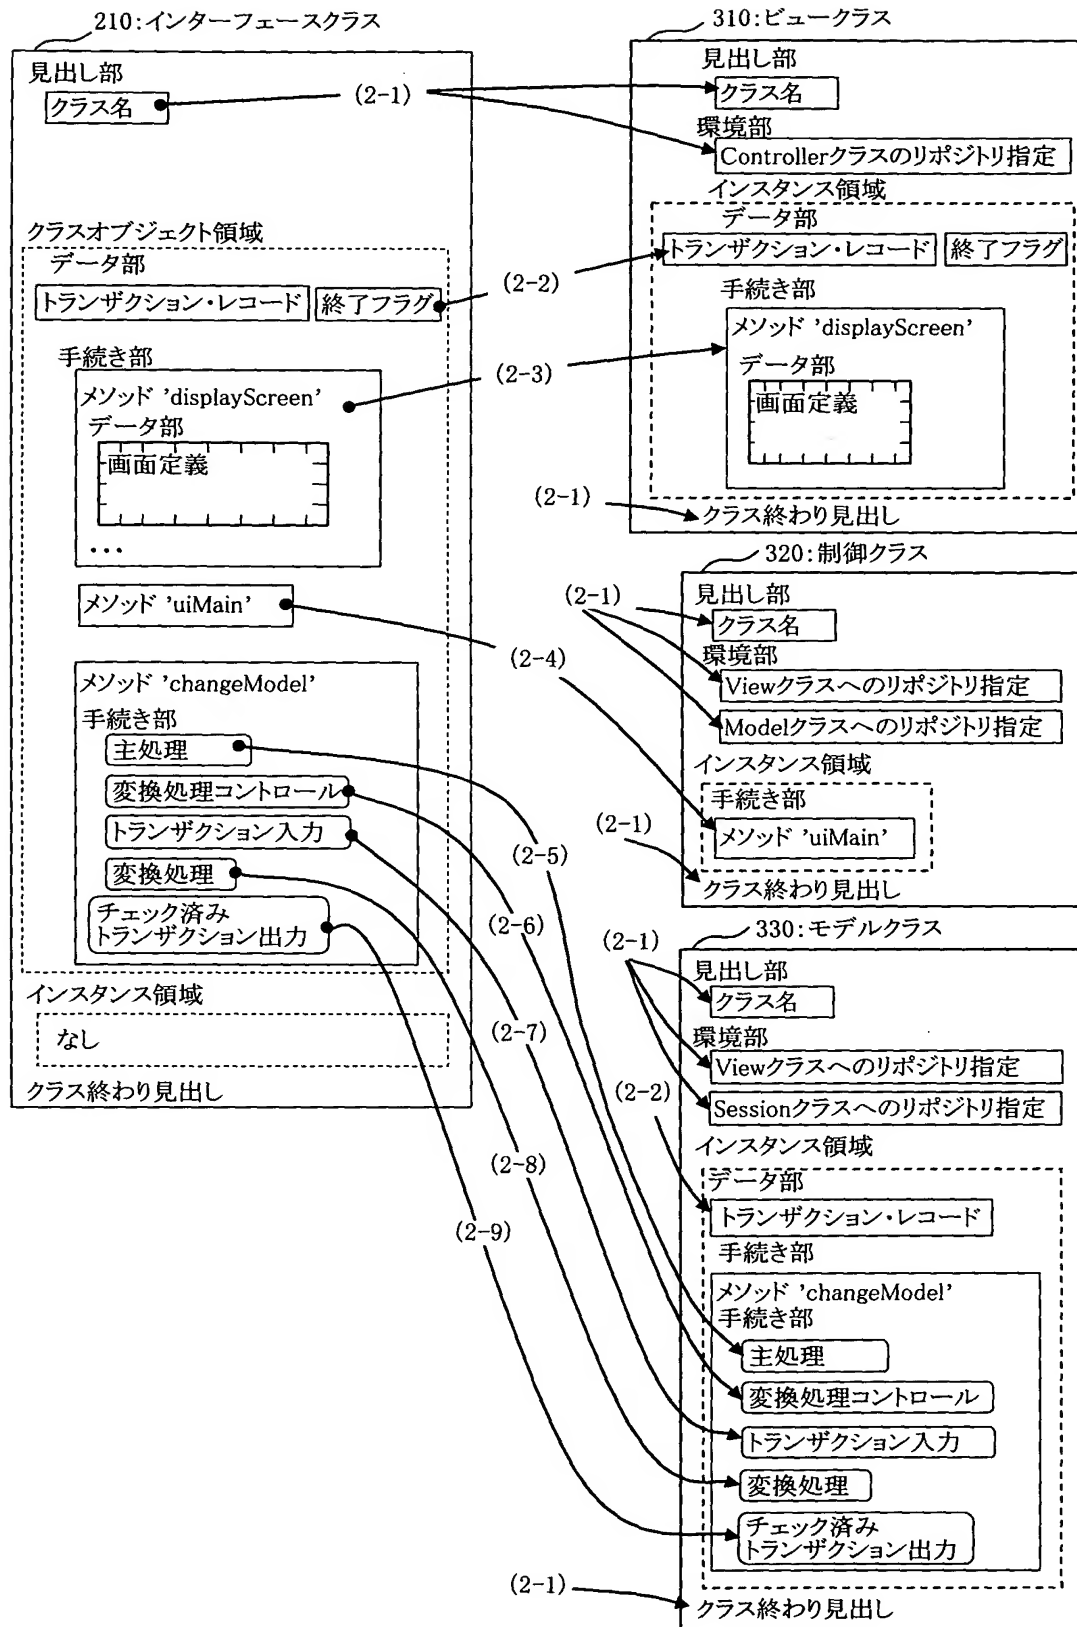 210:インターフェースクラス
見出し部
クラス名
クラスオブジェクト領域
データ部
トランザクション・レコード
終了フラグ
手続き部
メソッド 'displayScreen'
データ部
画面定義
...
メソッド 'uiMain'
メソッド 'changeModel'
手続き部
主処理
変換処理コントロール
トランザクション入力
変換処理
チェック済み
トランザクション出力
インスタンス領域
なし
クラス終わり見出し
(2-1)
(2-2)
(2-3)
(2-1)
(2-1)
(2-4)
(2-1)
(2-5)
(2-6)
(2-1)
(2-7)
(2-2)
(2-8)
(2-9)
(2-1)
310:ビュークラス
見出し部
クラス名
環境部
Controllerクラスのリポジトリ指定
インスタンス領域
データ部
トランザクション・レコード
終了フラグ
手続き部
メソッド 'displayScreen'
データ部
画面定義
クラス終わり見出し
320:制御クラス
見出し部
クラス名
環境部
Viewクラスへのリポジトリ指定
Modelクラスへのリポジトリ指定
インスタンス領域
手続き部
メソッド 'uiMain'
クラス終わり見出し
330:モデルクラス
見出し部
クラス名
環境部
Viewクラスへのリポジトリ指定
Sessionクラスへのリポジトリ指定
インスタンス領域
データ部
トランザクション・レコード
手続き部
メソッド 'changeModel'
手続き部
主処理
変換処理コントロール
トランザクション入力
変換処理
チェック済み
トランザクション出力
クラス終わり見出し